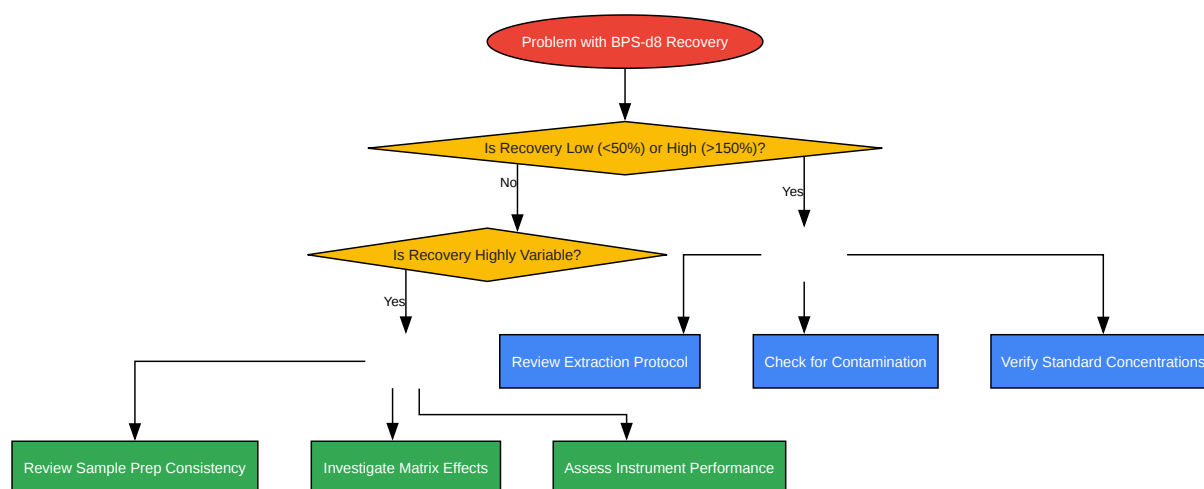 Problem with BPS-d8 Recovery
Is Recovery Low (<50%) or High (>150%)?
No
Yes
Is Recovery Highly Variable?
Yes
Review Extraction Protocol
Check for Contamination
Verify Standard Concentrations
Review Sample Prep Consistency
Investigate Matrix Effects
Assess Instrument Performance